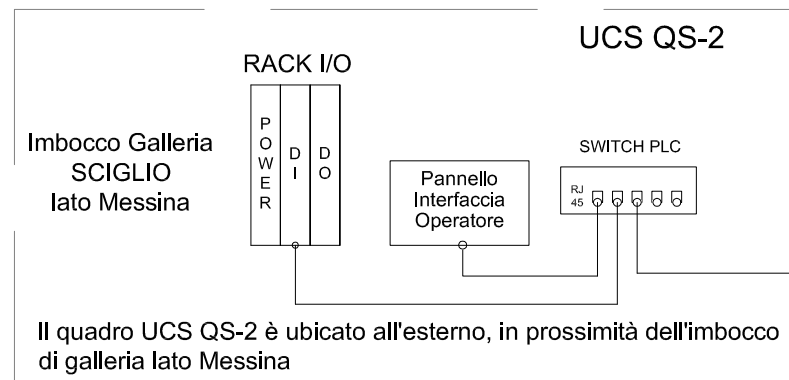 UCS QS-2
RACK I/O
POWER
DI
DO
Imbocco Galleria
SCIGLIO
lato Messina
Pannello
Interfaccia
Operatore
SWITCH PLC
RJ
45
Il quadro UCS QS-2 è ubicato all'esterno, in prossimità dell'imbocco
di galleria lato Messina